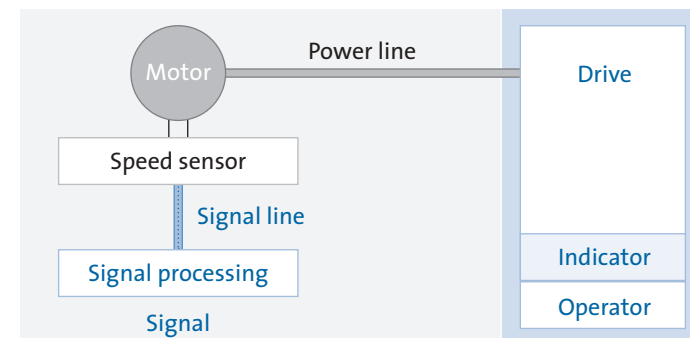 Power line
Motor
Drive
Speed sensor
Signal line
Signal processing
Signal
Indicator
Operator